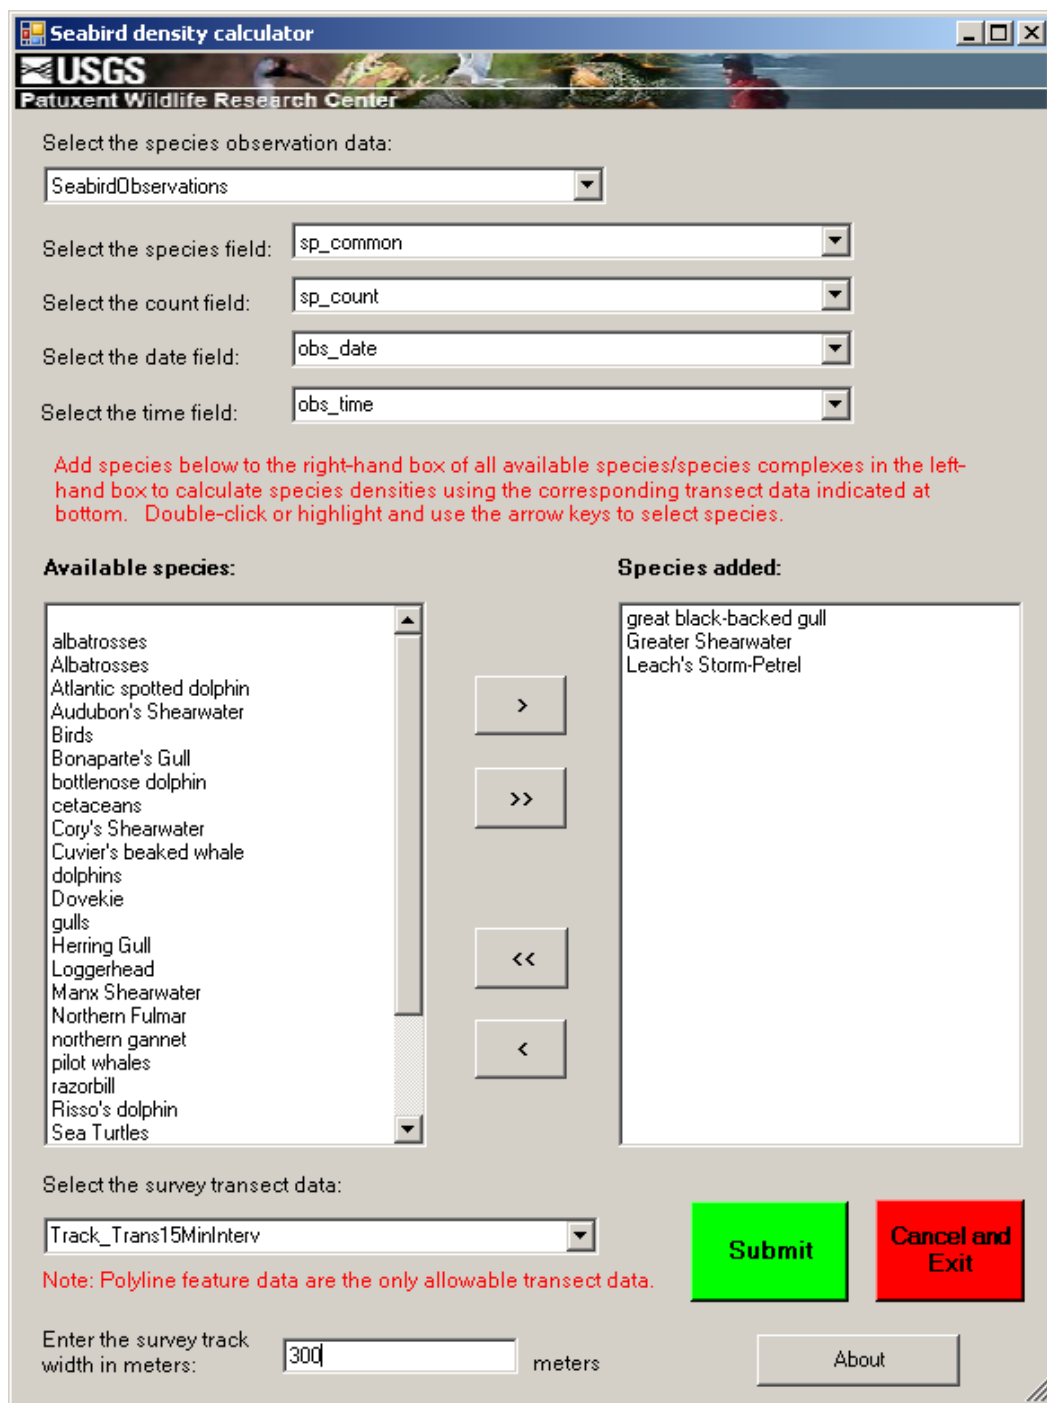 Seabird density calculator
USGS
Patuxent Wildlife Research Center
Select the species observation data:
SeabirdObservations
Select the species field:
sp_common
Select the count field:
sp_count
Select the date field:
obs_date
Select the time field:
obs_time
Add species below to the right-hand box of all available species/species complexes in the left-
hand box to calculate species densities using the corresponding transect data indicated at
bottom.   Double-click or highlight and use the arrow keys to select species.
Available species:
albatrosses
Albatrosses
Atlantic spotted dolphin
Audubon's Shearwater
Birds
Bonaparte's Gull
bottlenose dolphin
cetaceans
Cory's Shearwater
Cuvier's beaked whale
dolphins
Dovekie
gulls
Herring Gull
Loggerhead
Manx Shearwater
Northern Fulmar
northern gannet
pilot whales
razorbill
Risso's dolphin
Sea Turtles
>
>>
<<
<
Species added:
great black-backed gull
Greater Shearwater
Leach's Storm-Petrel
Select the survey transect data:
Track_Trans15MinInterv
Note: Polyline feature data are the only allowable transect data.
Submit
Cancel and
Exit
Enter the survey track
width in meters:
300
meters
About